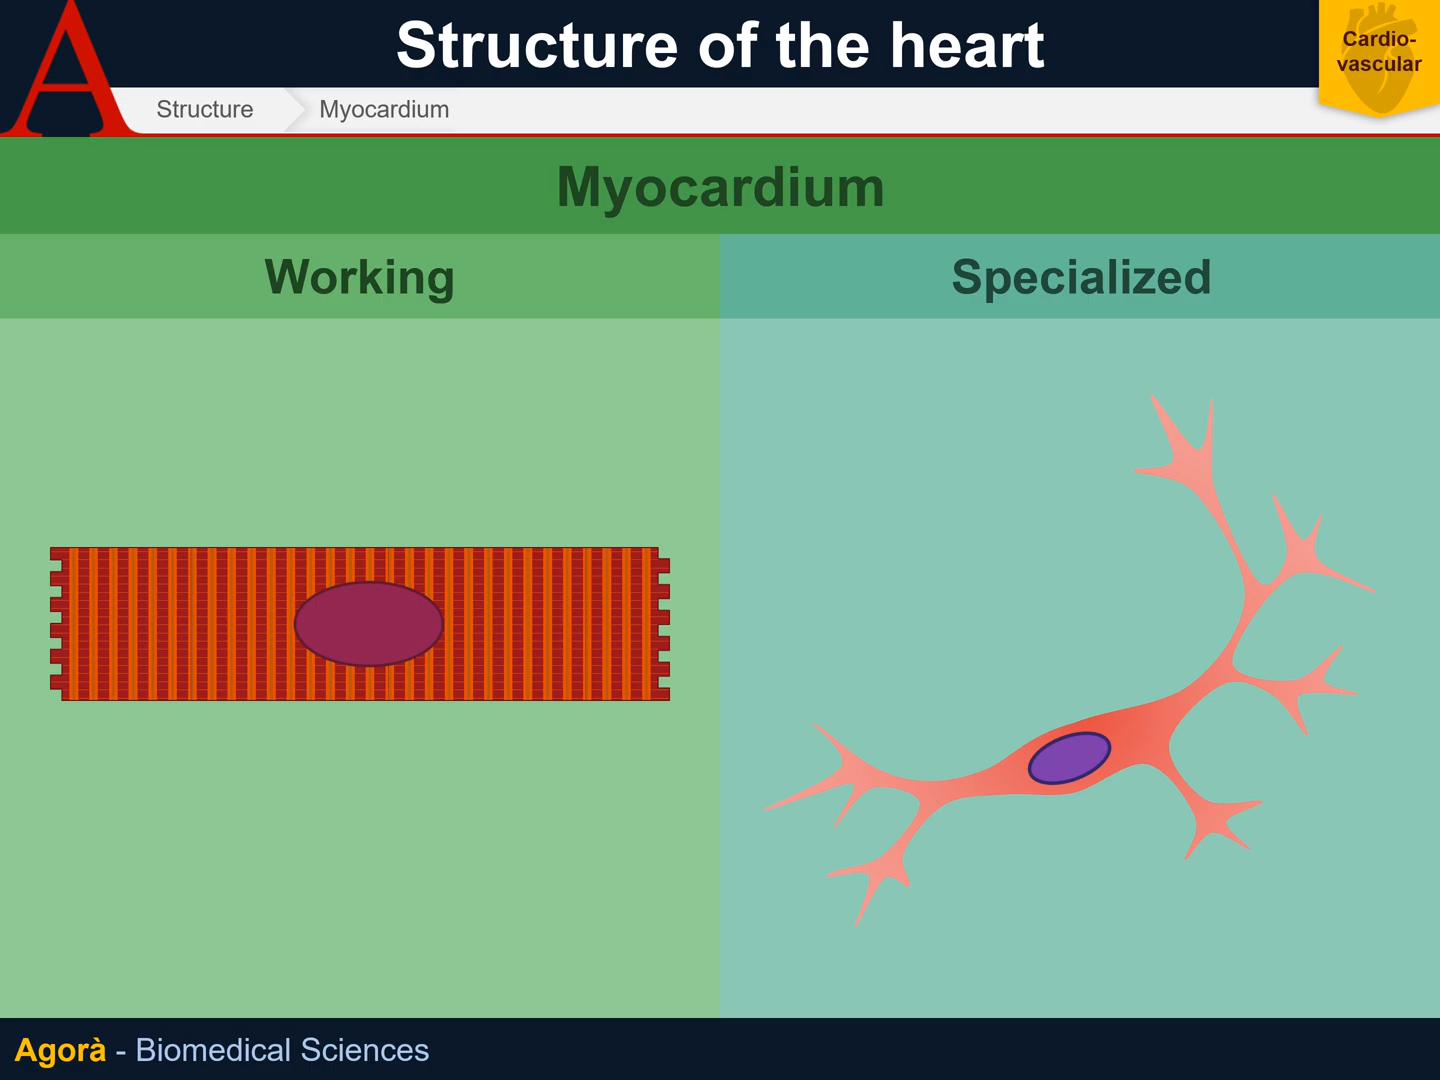 A
Structure of the heart
Cardio-
vascular
Structure
Myocardium
Myocardium
Working
Specialized
Agorà - Biomedical Sciences